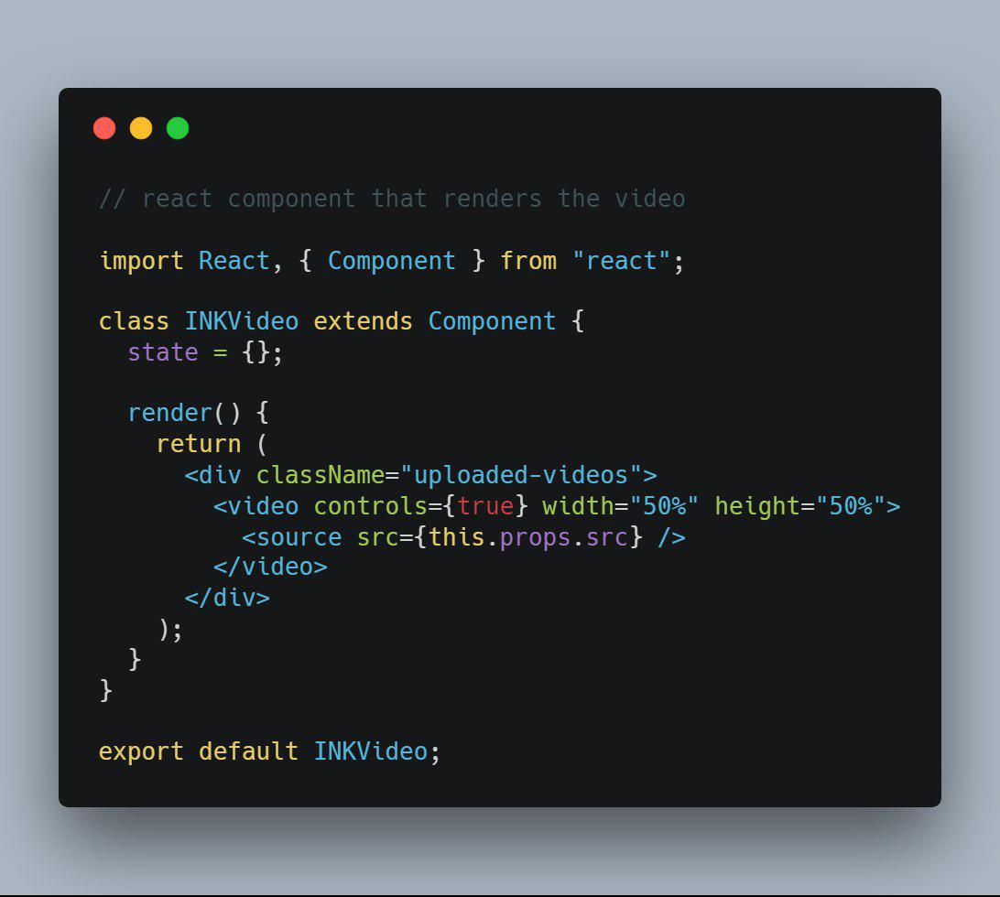 // react component that renders the video
import React, { Component } from "react";
class INKVideo extends Component {
  state = {};
  render() {
    return (
      <div className="uploaded-videos">
        <video controls={true} width="50%" height="50%">
          <source src={this.props.src} />
        </video>
      </div>
    );
  }
}
export default INKVideo;